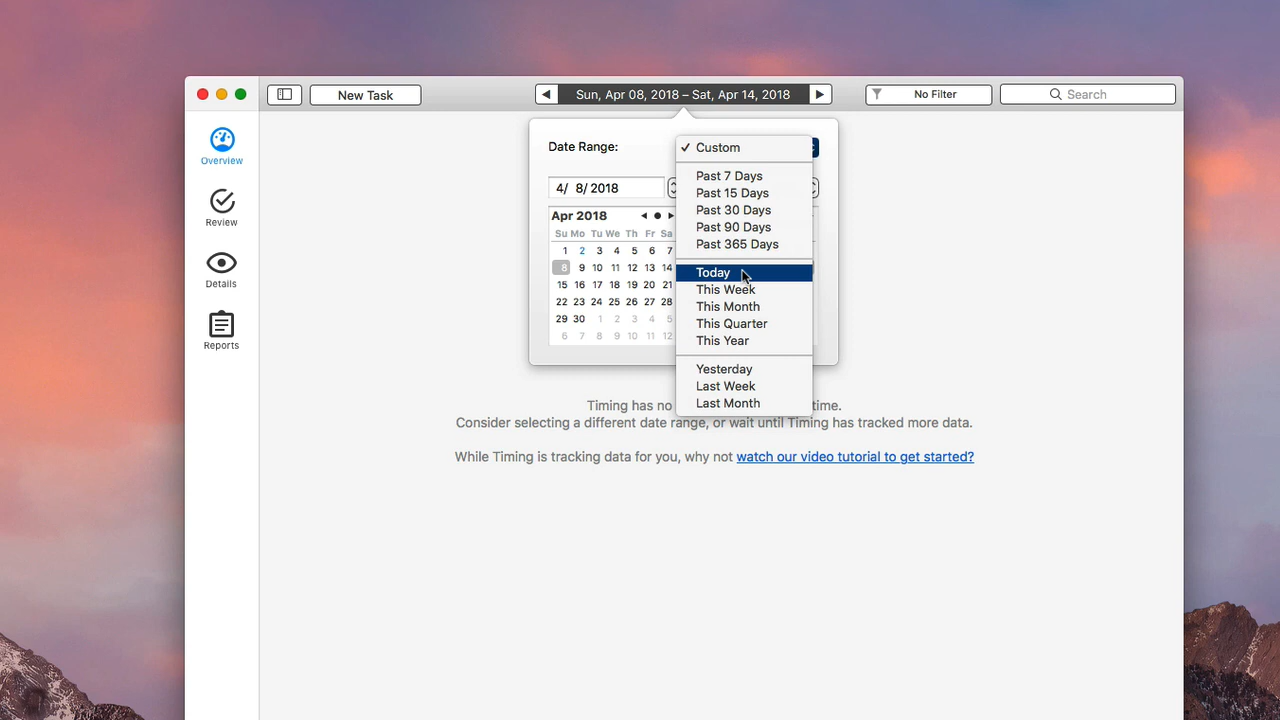 New Task
Sun, Apr 08, 2018 – Sat, Apr 14, 2018
No Filter
Search
Overview
Review
Details
Reports
Date Range:
✓ Custom
Past 7 Days
Past 15 Days
Past 30 Days
Past 90 Days
Past 365 Days
Today
This Week
This Month
This Quarter
This Year
Yesterday
Last Week
Last Month
4/ 8/ 2018
Apr 2018
Su Mo Tu We Th Fr Sa
1 2 3 4 5 6 7
8 9 10 11 12 13 14
15 16 17 18 19 20 21
22 23 24 25 26 27 28
29 30 1 2 3 4 5
6 7 8 9 10 11 12
Timing has no time.
Consider selecting a different date range, or wait until Timing has tracked more data.
While Timing is tracking data for you, why not watch our video tutorial to get started?